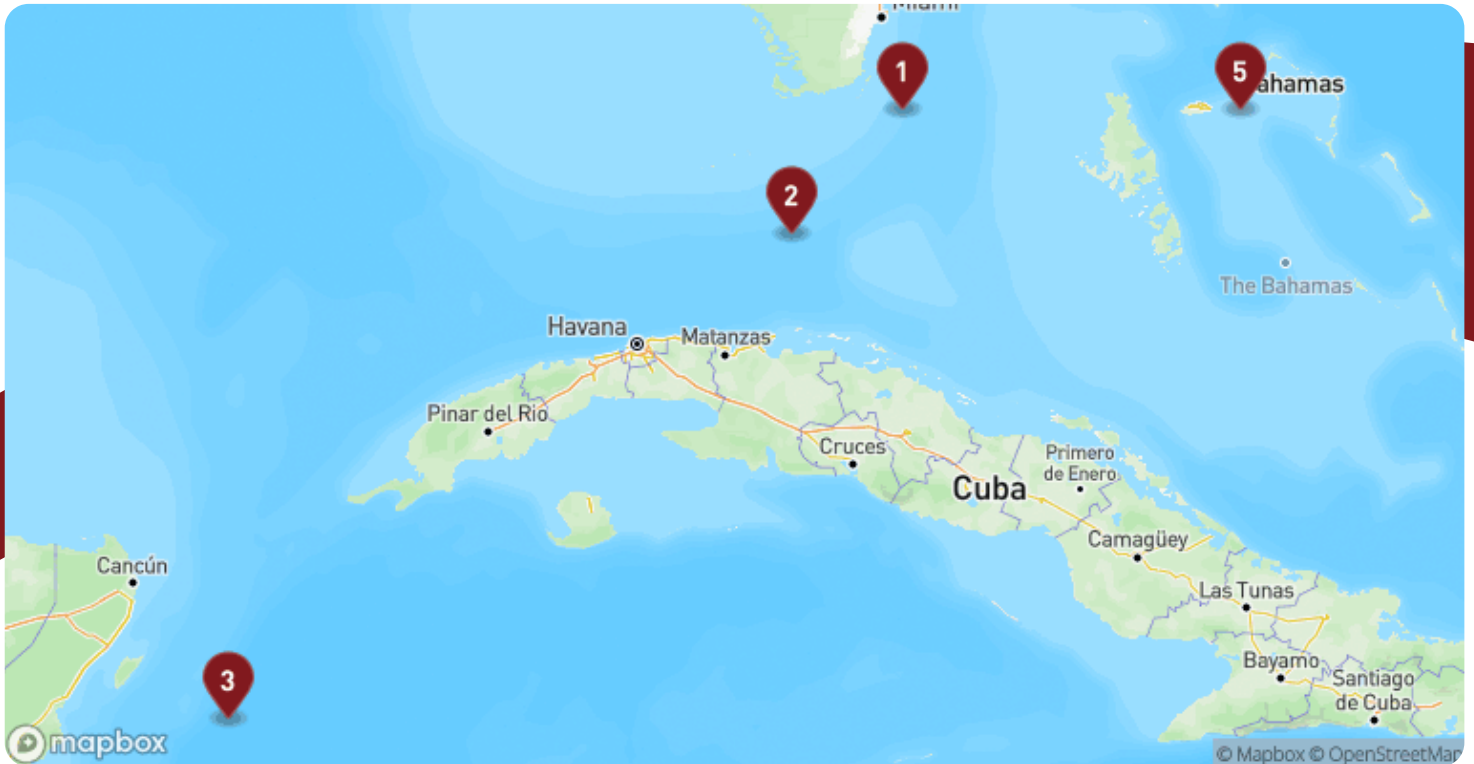 Miami
1
5
ahamas
2
The Bahamas
Havana
Matanzas
Pinar del Rio
Cruces
Primero
de Enero
Cuba
Camagüey
Cancún
Las Tunas
3
Bayamo
Santiago
de Cuba
mapbox
© Mapbox © OpenStreetMap